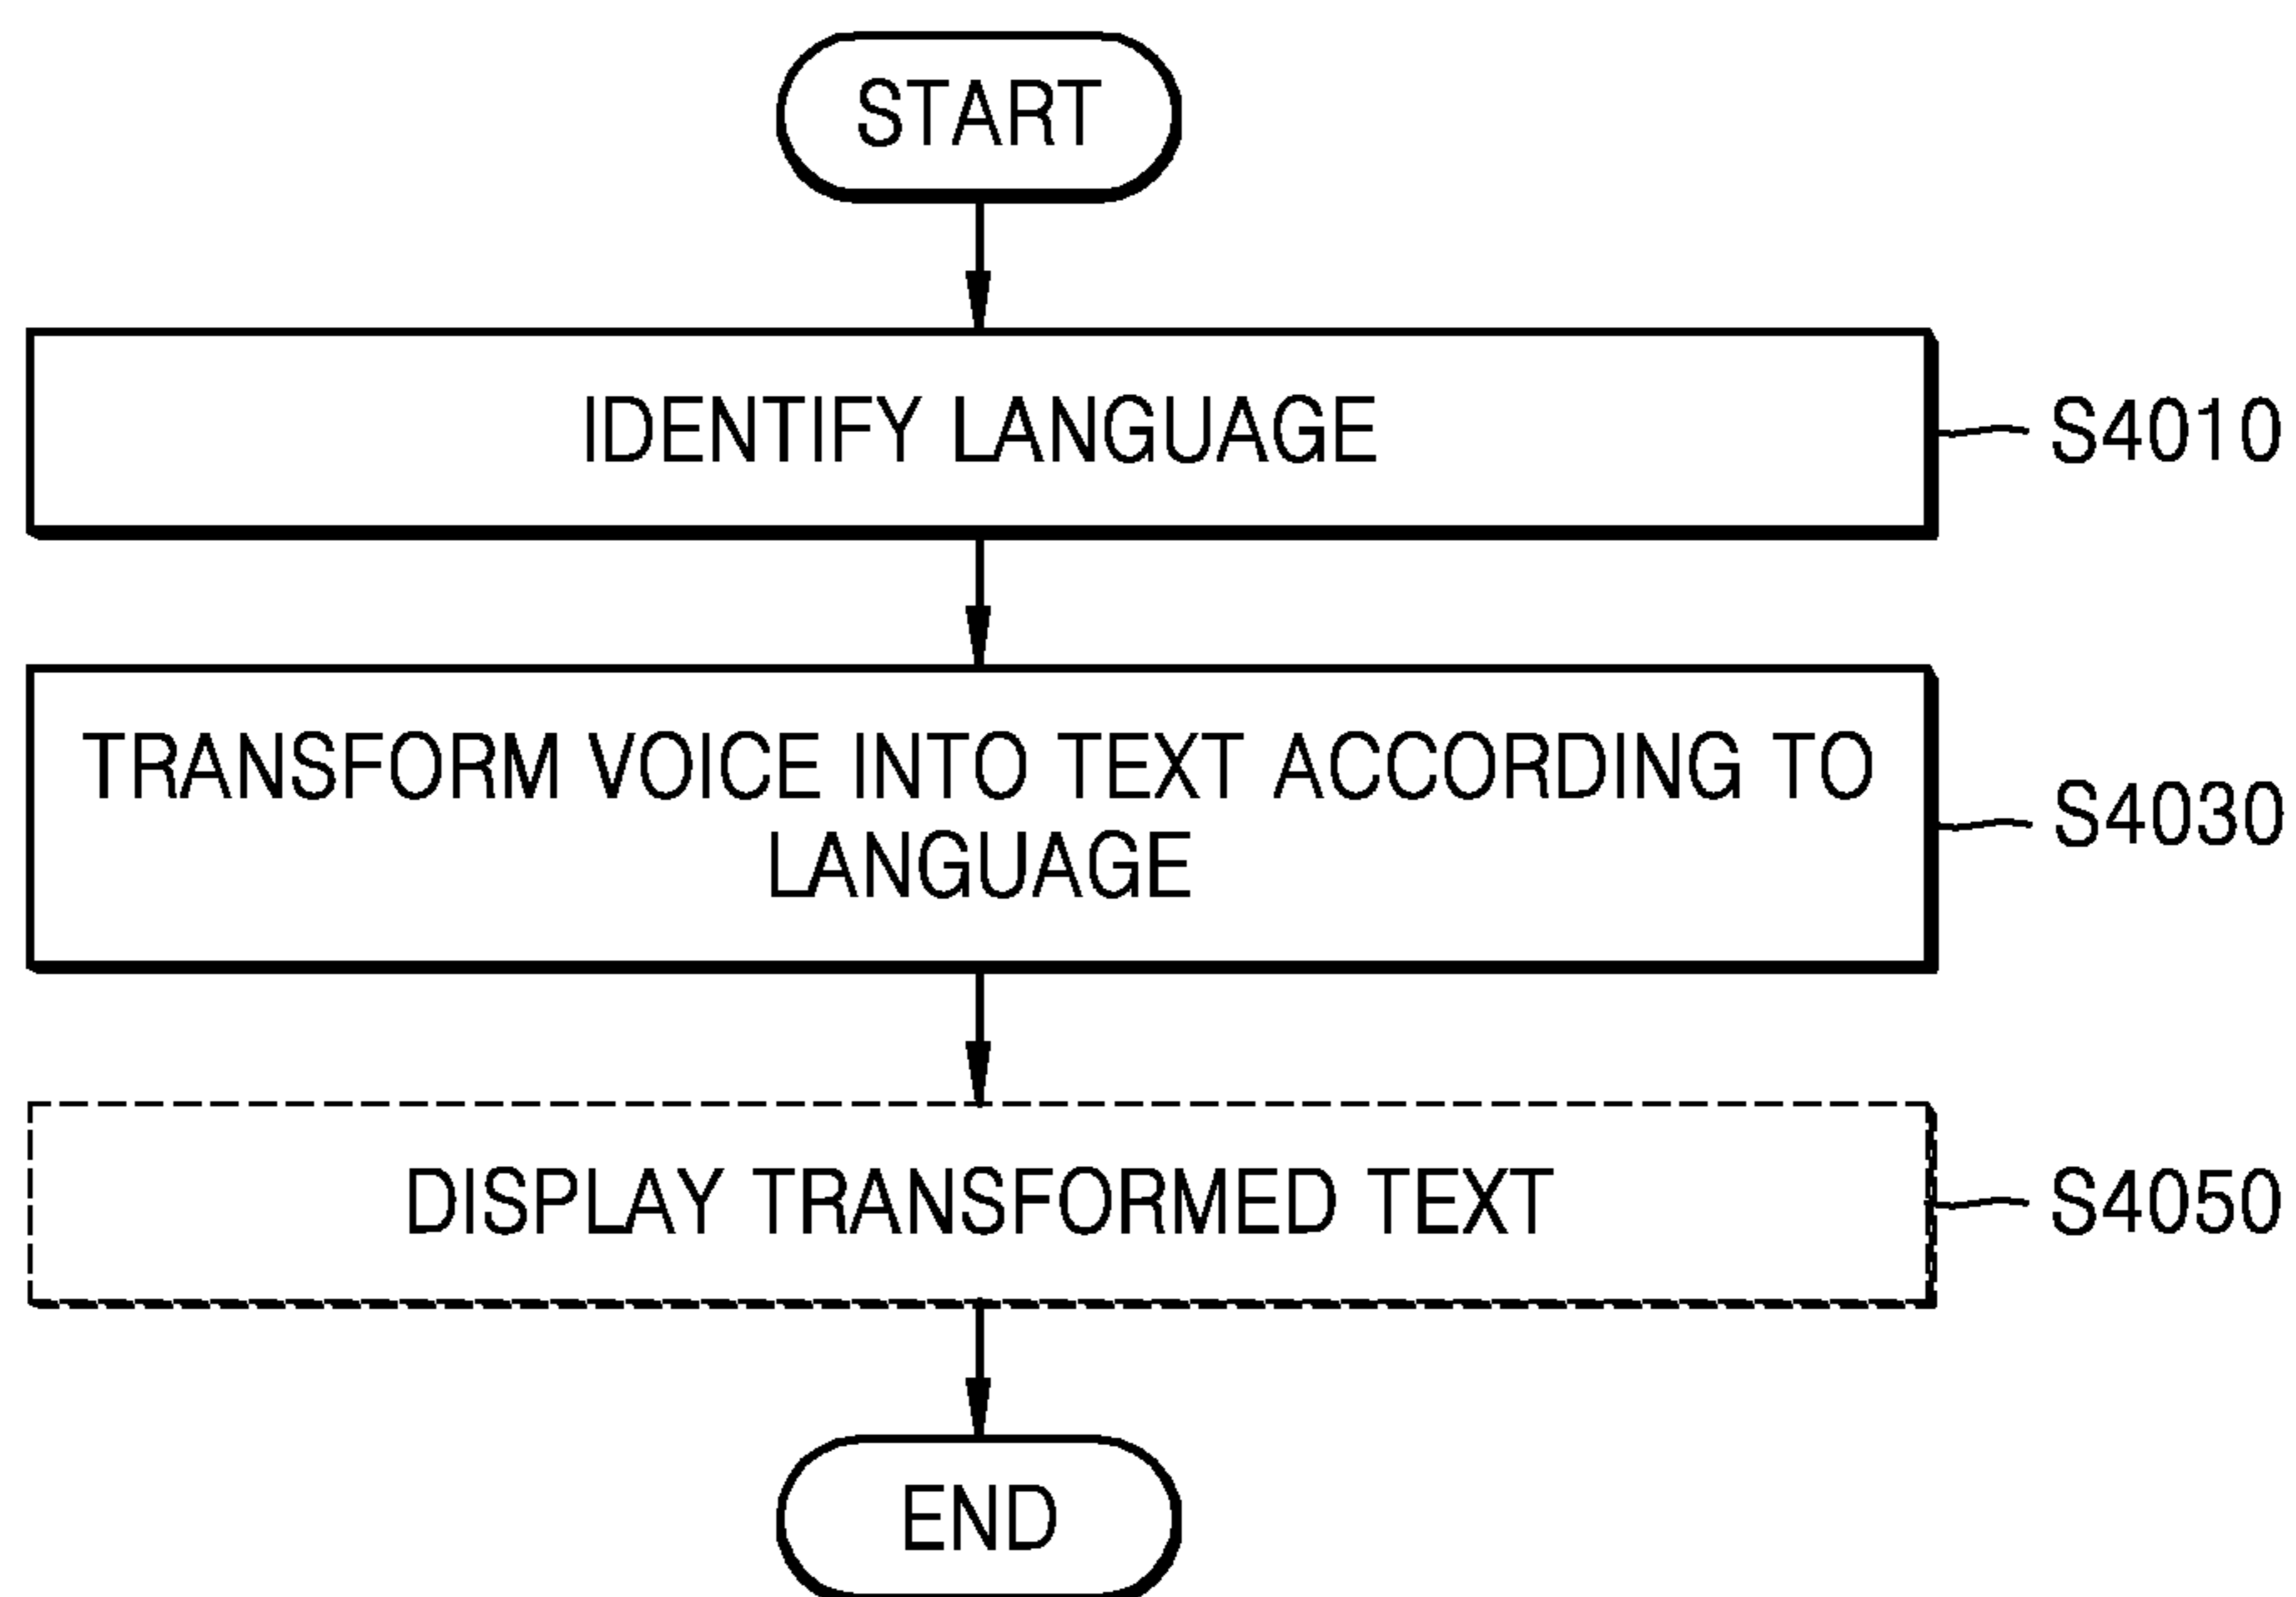 START
IDENTIFY LANGUAGE
S4010
TRANSFORM VOICE INTO TEXT ACCORDING TO
LANGUAGE
S4030
DISPLAY TRANSFORMED TEXT
S4050
END